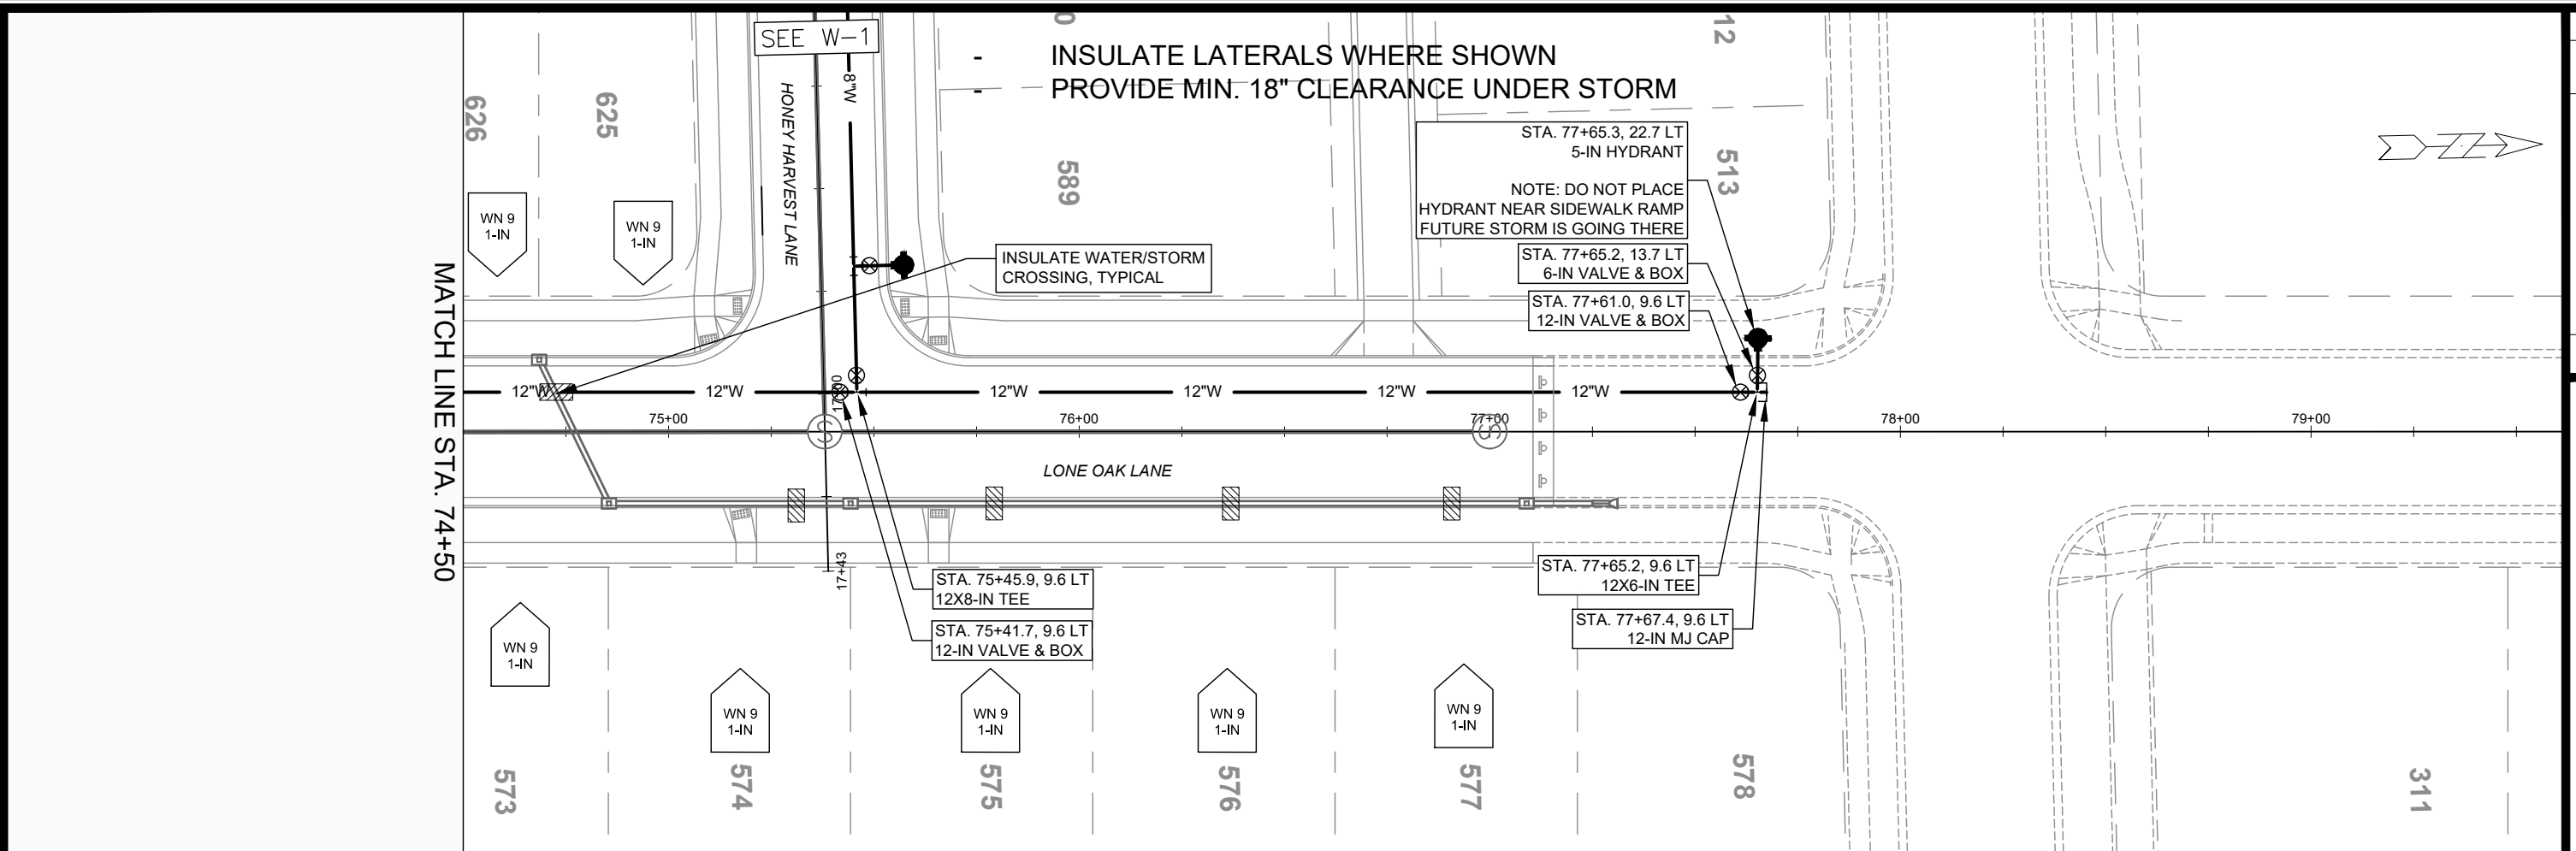 SEE W-1
- INSULATE LATERALS WHERE SHOWN
- PROVIDE MIN. 18" CLEARANCE UNDER STORM
626
625
589
12
513
8"W
HONEY HARVEST LANE
WN 9
1-IN
WN 9
1-IN
INSULATE WATER/STORM
CROSSING, TYPICAL
STA. 77+65.3, 22.7 LT
5-IN HYDRANT
NOTE: DO NOT PLACE
HYDRANT NEAR SIDEWALK RAMP
FUTURE STORM IS GOING THERE
STA. 77+65.2, 13.7 LT
6-IN VALVE & BOX
STA. 77+61.0, 9.6 LT
12-IN VALVE & BOX
N
MATCH LINE STA. 74+50
12"W
12"W
12"W
12"W
12"W
12"W
75+00
76+00
77+00
78+00
79+00
LONE OAK LANE
17+43
STA. 75+45.9, 9.6 LT
12X8-IN TEE
STA. 75+41.7, 9.6 LT
12-IN VALVE & BOX
STA. 77+65.2, 9.6 LT
12X6-IN TEE
STA. 77+67.4, 9.6 LT
12-IN MJ CAP
WN 9
1-IN
WN 9
1-IN
WN 9
1-IN
WN 9
1-IN
WN 9
1-IN
573
574
575
576
577
578
311